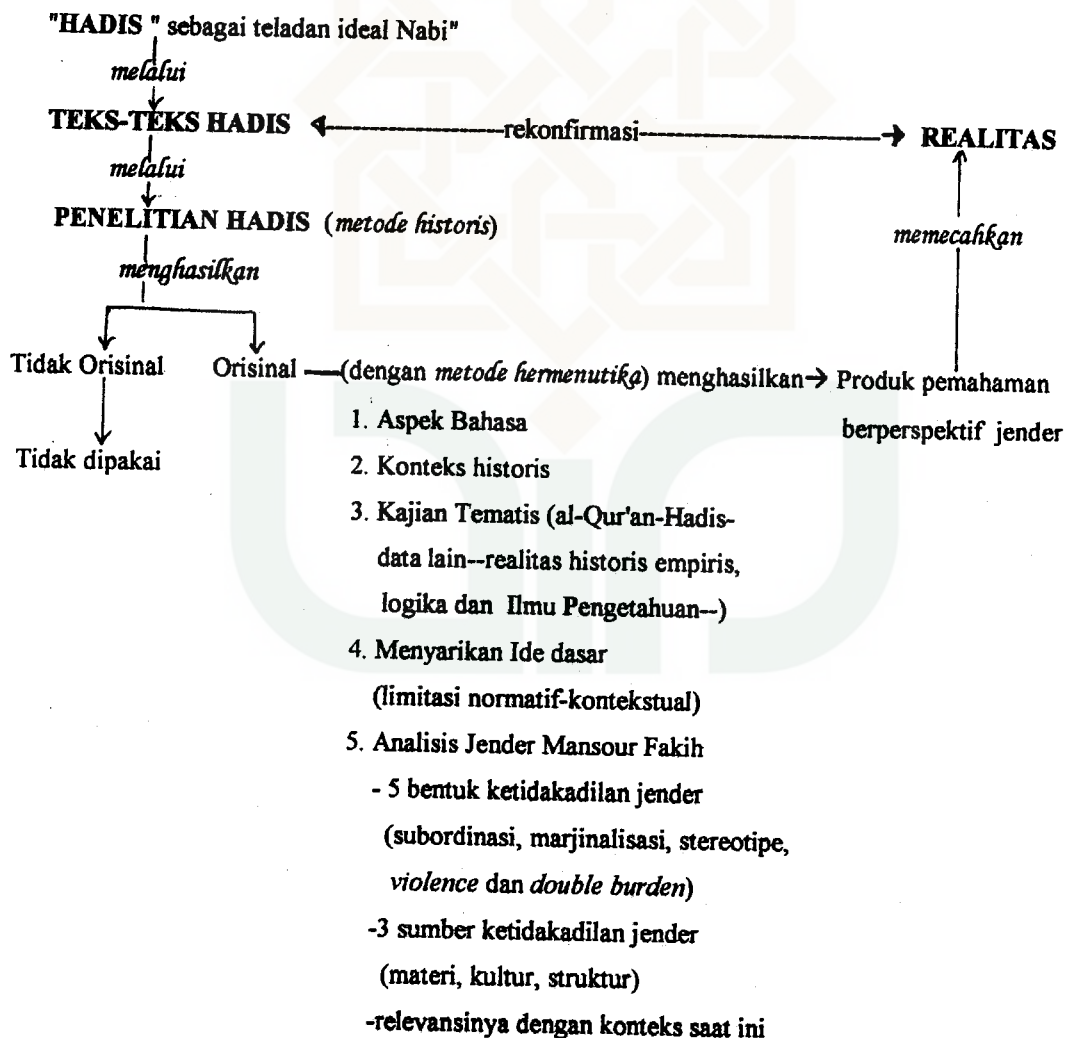 "HADIS " sebagai teladan ideal Nabi"
melalui
TEKS-TEKS HADIS rekonfirmasi REALITAS
melalui
PENELITIAN HADIS (metode historis)
memecahkan
menghasilkan
Tidak Orisinal Orisinal (dengan metode hermenutika) menghasilkan Produk pemahaman
berperspektif jender
Tidak dipakai
1. Aspek Bahasa
2. Konteks historis
3. Kajian Tematis (al-Qur'an-Hadis-
data lain--realitas historis empiris,
logika dan Ilmu Pengetahuan--)
4. Menyarikan Ide dasar
(limitasi normatif-kontekstual)
5. Analisis Jender Mansour Fakih
- 5 bentuk ketidakadilan jender
(subordinasi, marjinalisasi, stereotipe,
violence dan double burden)
-3 sumber ketidakadilan jender
(materi, kultur, struktur)
-relevansinya dengan konteks saat ini